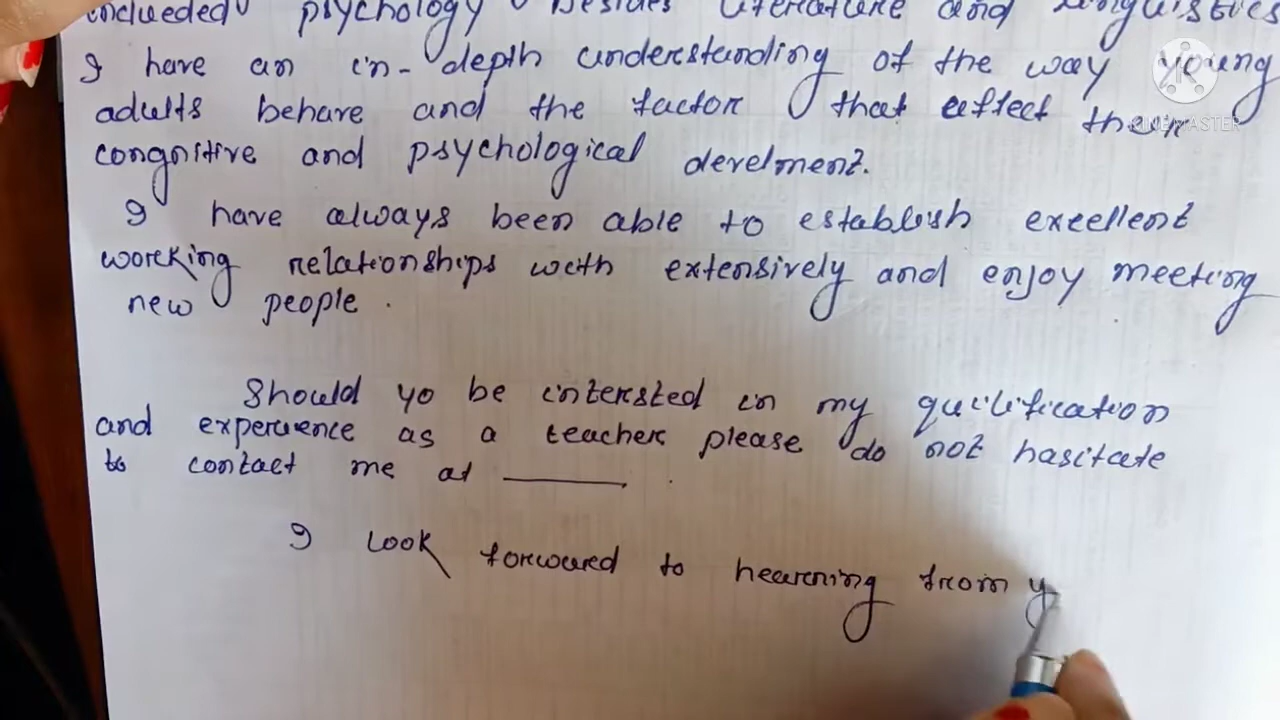 included psychology Besides literature and linguistics
I have an in-depth understanding of the way young
adults behave and the factor that effect their
congnitive and psychological develment.
I have always been able to establish excellent
working relationships with extensively and enjoy meeting
new people.
Should yo be intersted in my qulification
and experience as a teacher please do not hasitate
to contact me at ______.
I Look forward to hearning from y
KINEMASTER